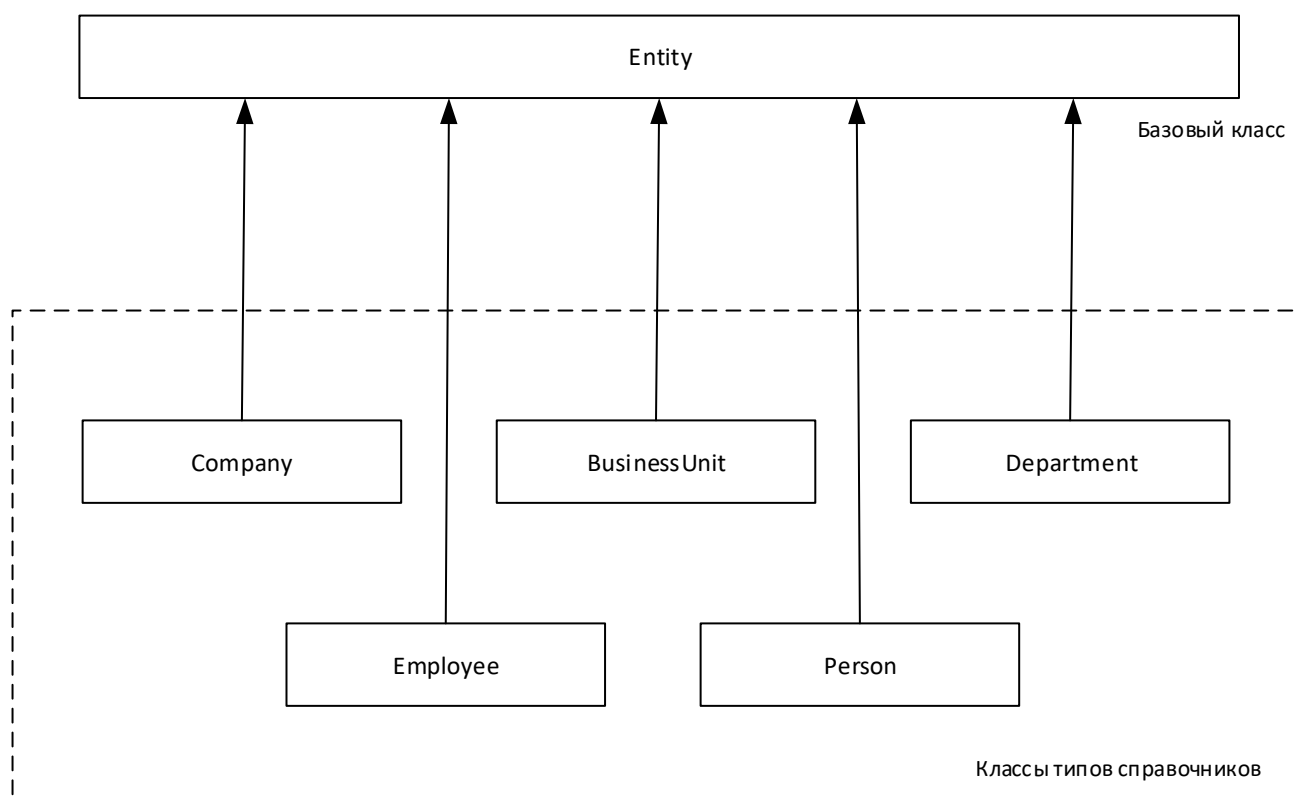 Entity
Базовый класс
Company
BusinessUnit
Department
Employee
Person
Классы типов справочников